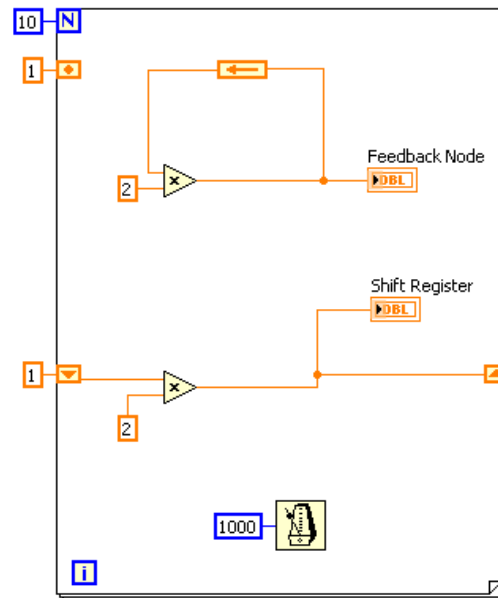 10 N
1
Feedback Node
2 x DBL
Shift Register
DBL
1
x
2
1000
i